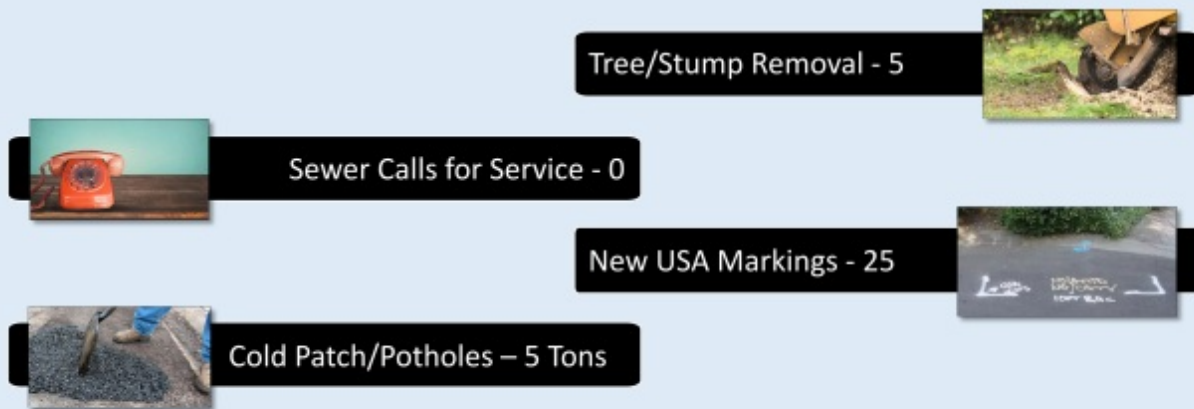 Tree/Stump Removal - 5
Sewer Calls for Service - 0
New USA Markings - 25
Cold Patch/Potholes – 5 Tons